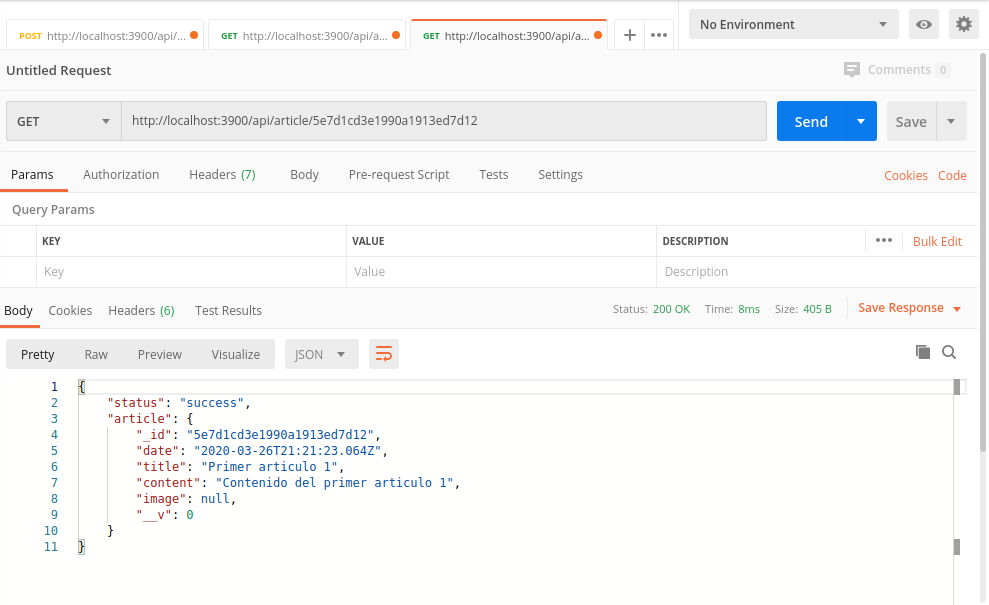 POST http://localhost:3900/api/... GET http://localhost:3900/api/a... GET http://localhost:3900/api/a... + ••• No Environment
Untitled Request Comments 0
GET http://localhost:3900/api/article/5e7d1cd3e1990a1913ed7d12 Send Save
Params Authorization Headers (7) Body Pre-request Script Tests Settings Cookies Code
Query Params
KEY VALUE DESCRIPTION ••• Bulk Edit
Key Value Description
Body Cookies Headers (6) Test Results Status: 200 OK Time: 8ms Size: 405 B Save Response
Pretty Raw Preview Visualize JSON
1 {
2 "status": "success",
3 "article": {
4 "_id": "5e7d1cd3e1990a1913ed7d12",
5 "date": "2020-03-26T21:21:23.064Z",
6 "title": "Primer articulo 1",
7 "content": "Contenido del primer articulo 1",
8 "image": null,
9 "__v": 0
10 }
11 }